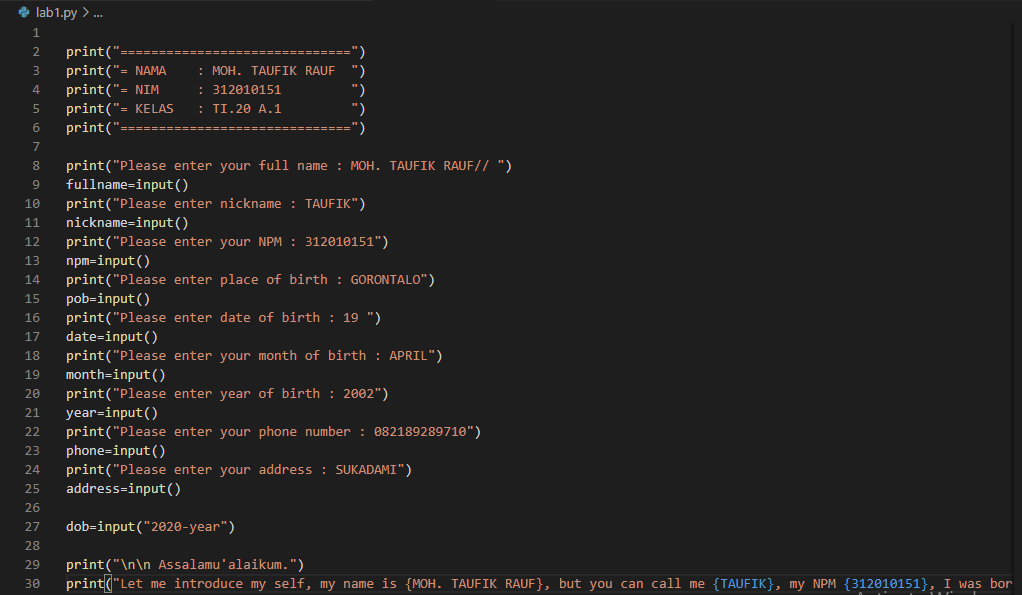 lab1.py > ...
1
2 print("==============================")
3 print("= NAMA    : MOH. TAUFIK RAUF  ")
4 print("= NIM     : 312010151         ")
5 print("= KELAS   : TI.20 A.1         ")
6 print("==============================")
7
8 print("Please enter your full name : MOH. TAUFIK RAUF// ")
9 fullname=input()
10 print("Please enter nickname : TAUFIK")
11 nickname=input()
12 print("Please enter your NPM : 312010151")
13 npm=input()
14 print("Please enter place of birth : GORONTALO")
15 pob=input()
16 print("Please enter date of birth : 19 ")
17 date=input()
18 print("Please enter your month of birth : APRIL")
19 month=input()
20 print("Please enter year of birth : 2002")
21 year=input()
22 print("Please enter your phone number : 082189289710")
23 phone=input()
24 print("Please enter your address : SUKADAMI")
25 address=input()
26
27 dob=input("2020-year")
28
29 print("\n\n Assalamu'alaikum.")
30 print("Let me introduce my self, my name is {MOH. TAUFIK RAUF}, but you can call me {TAUFIK}, my NPM {312010151}, I was bor